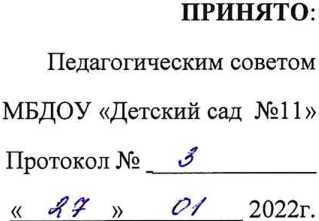 ПРИНЯТО:
Педагогическим советом
МБДОУ «Детский сад №11»
Протокол № 3
« 27 » 01 2022г.